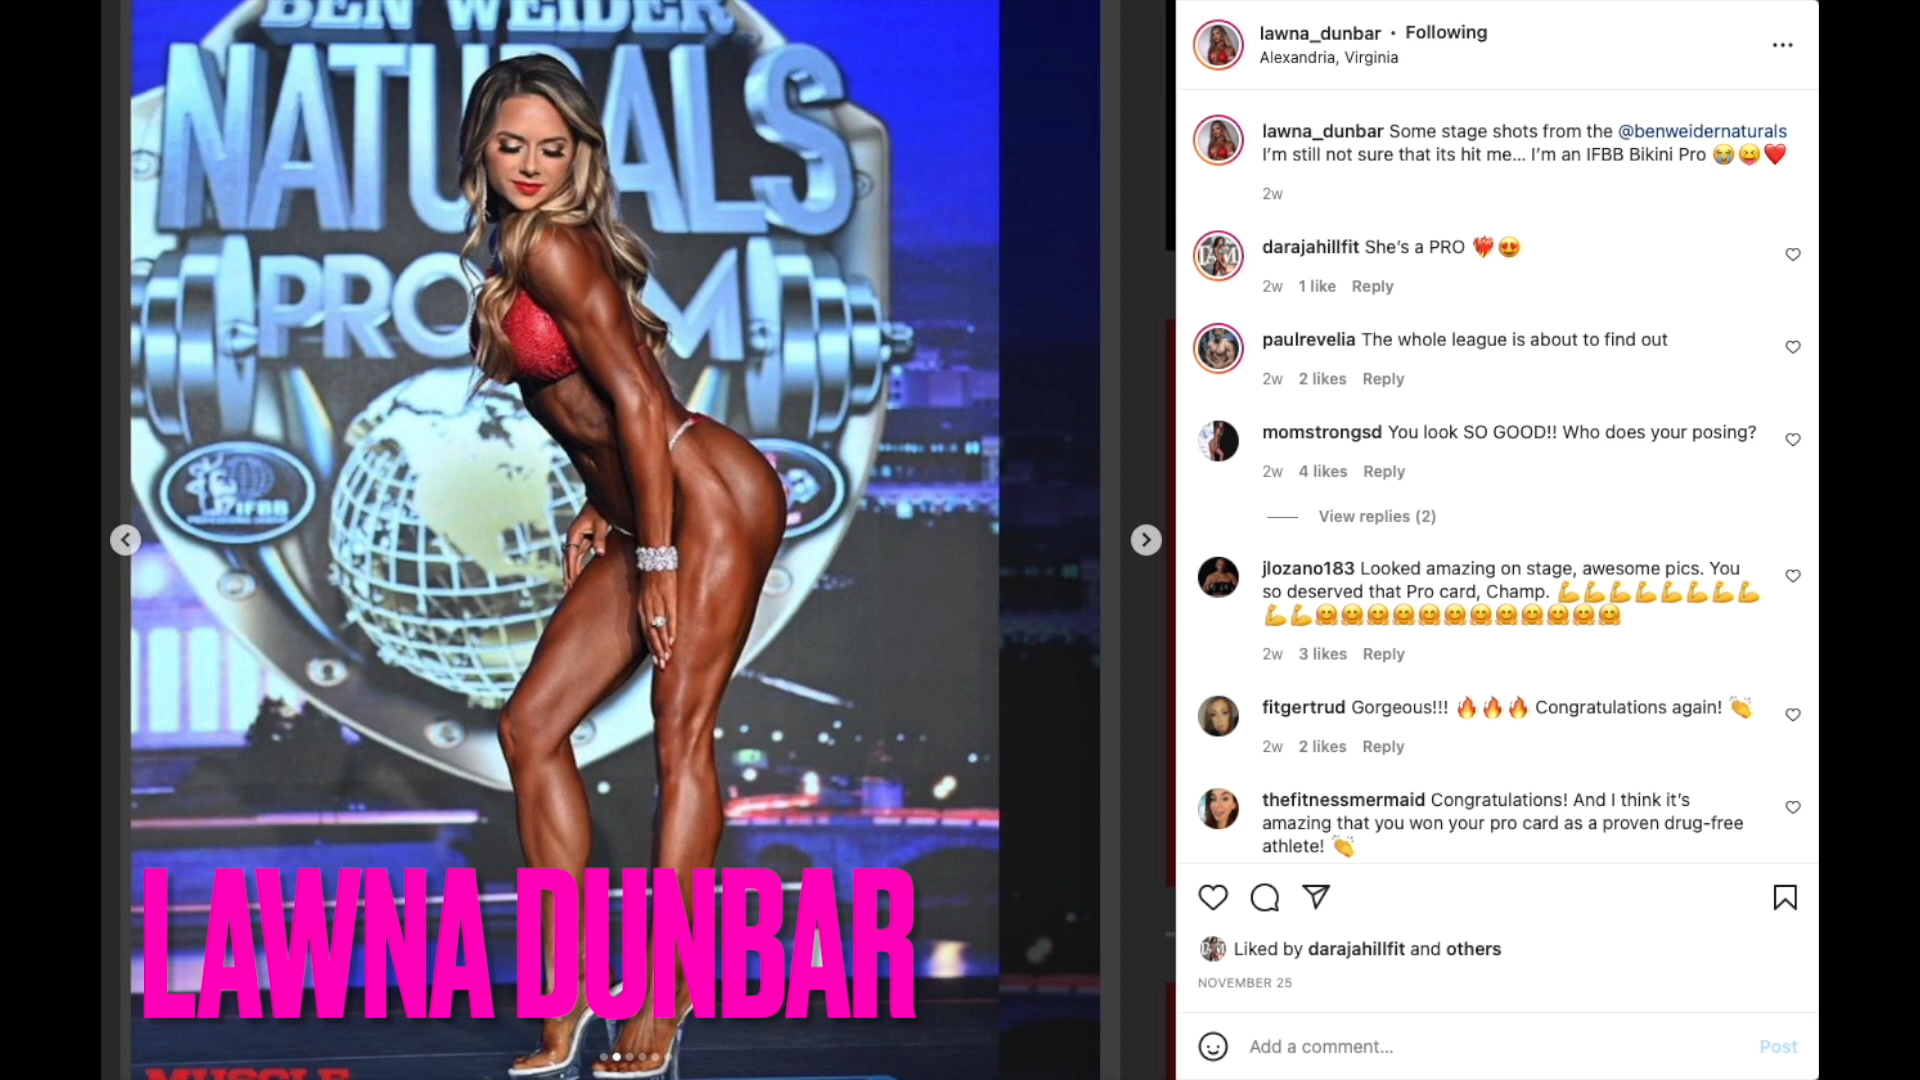 BEN WEIDER
NATURALS
PRO AM
IFBB
LAWNA DUNBAR
MUSCLE
lawna_dunbar • Following
Alexandria, Virginia
lawna_dunbar Some stage shots from the @benweidernaturals
I’m still not sure that its hit me... I’m an IFBB Bikini Pro 😭😝❤️
2w
darajahillfit She’s a PRO ❤️‍🔥😍
2w 1 like Reply
paulrevelia The whole league is about to find out
2w 2 likes Reply
momstrongsd You look SO GOOD!! Who does your posing?
2w 4 likes Reply
View replies (2)
jlozano183 Looked amazing on stage, awesome pics. You
so deserved that Pro card, Champ. 💪💪💪💪💪💪💪💪
💪💪🤗🤗🤗🤗🤗🤗🤗🤗🤗🤗🤗🤗
2w 3 likes Reply
fitgertrud Gorgeous!!! 🔥🔥🔥 Congratulations again! 👏
2w 2 likes Reply
thefitnessmermaid Congratulations! And I think it’s
amazing that you won your pro card as a proven drug-free
athlete! 👏
Liked by darajahillfit and others
NOVEMBER 25
Add a comment... Post